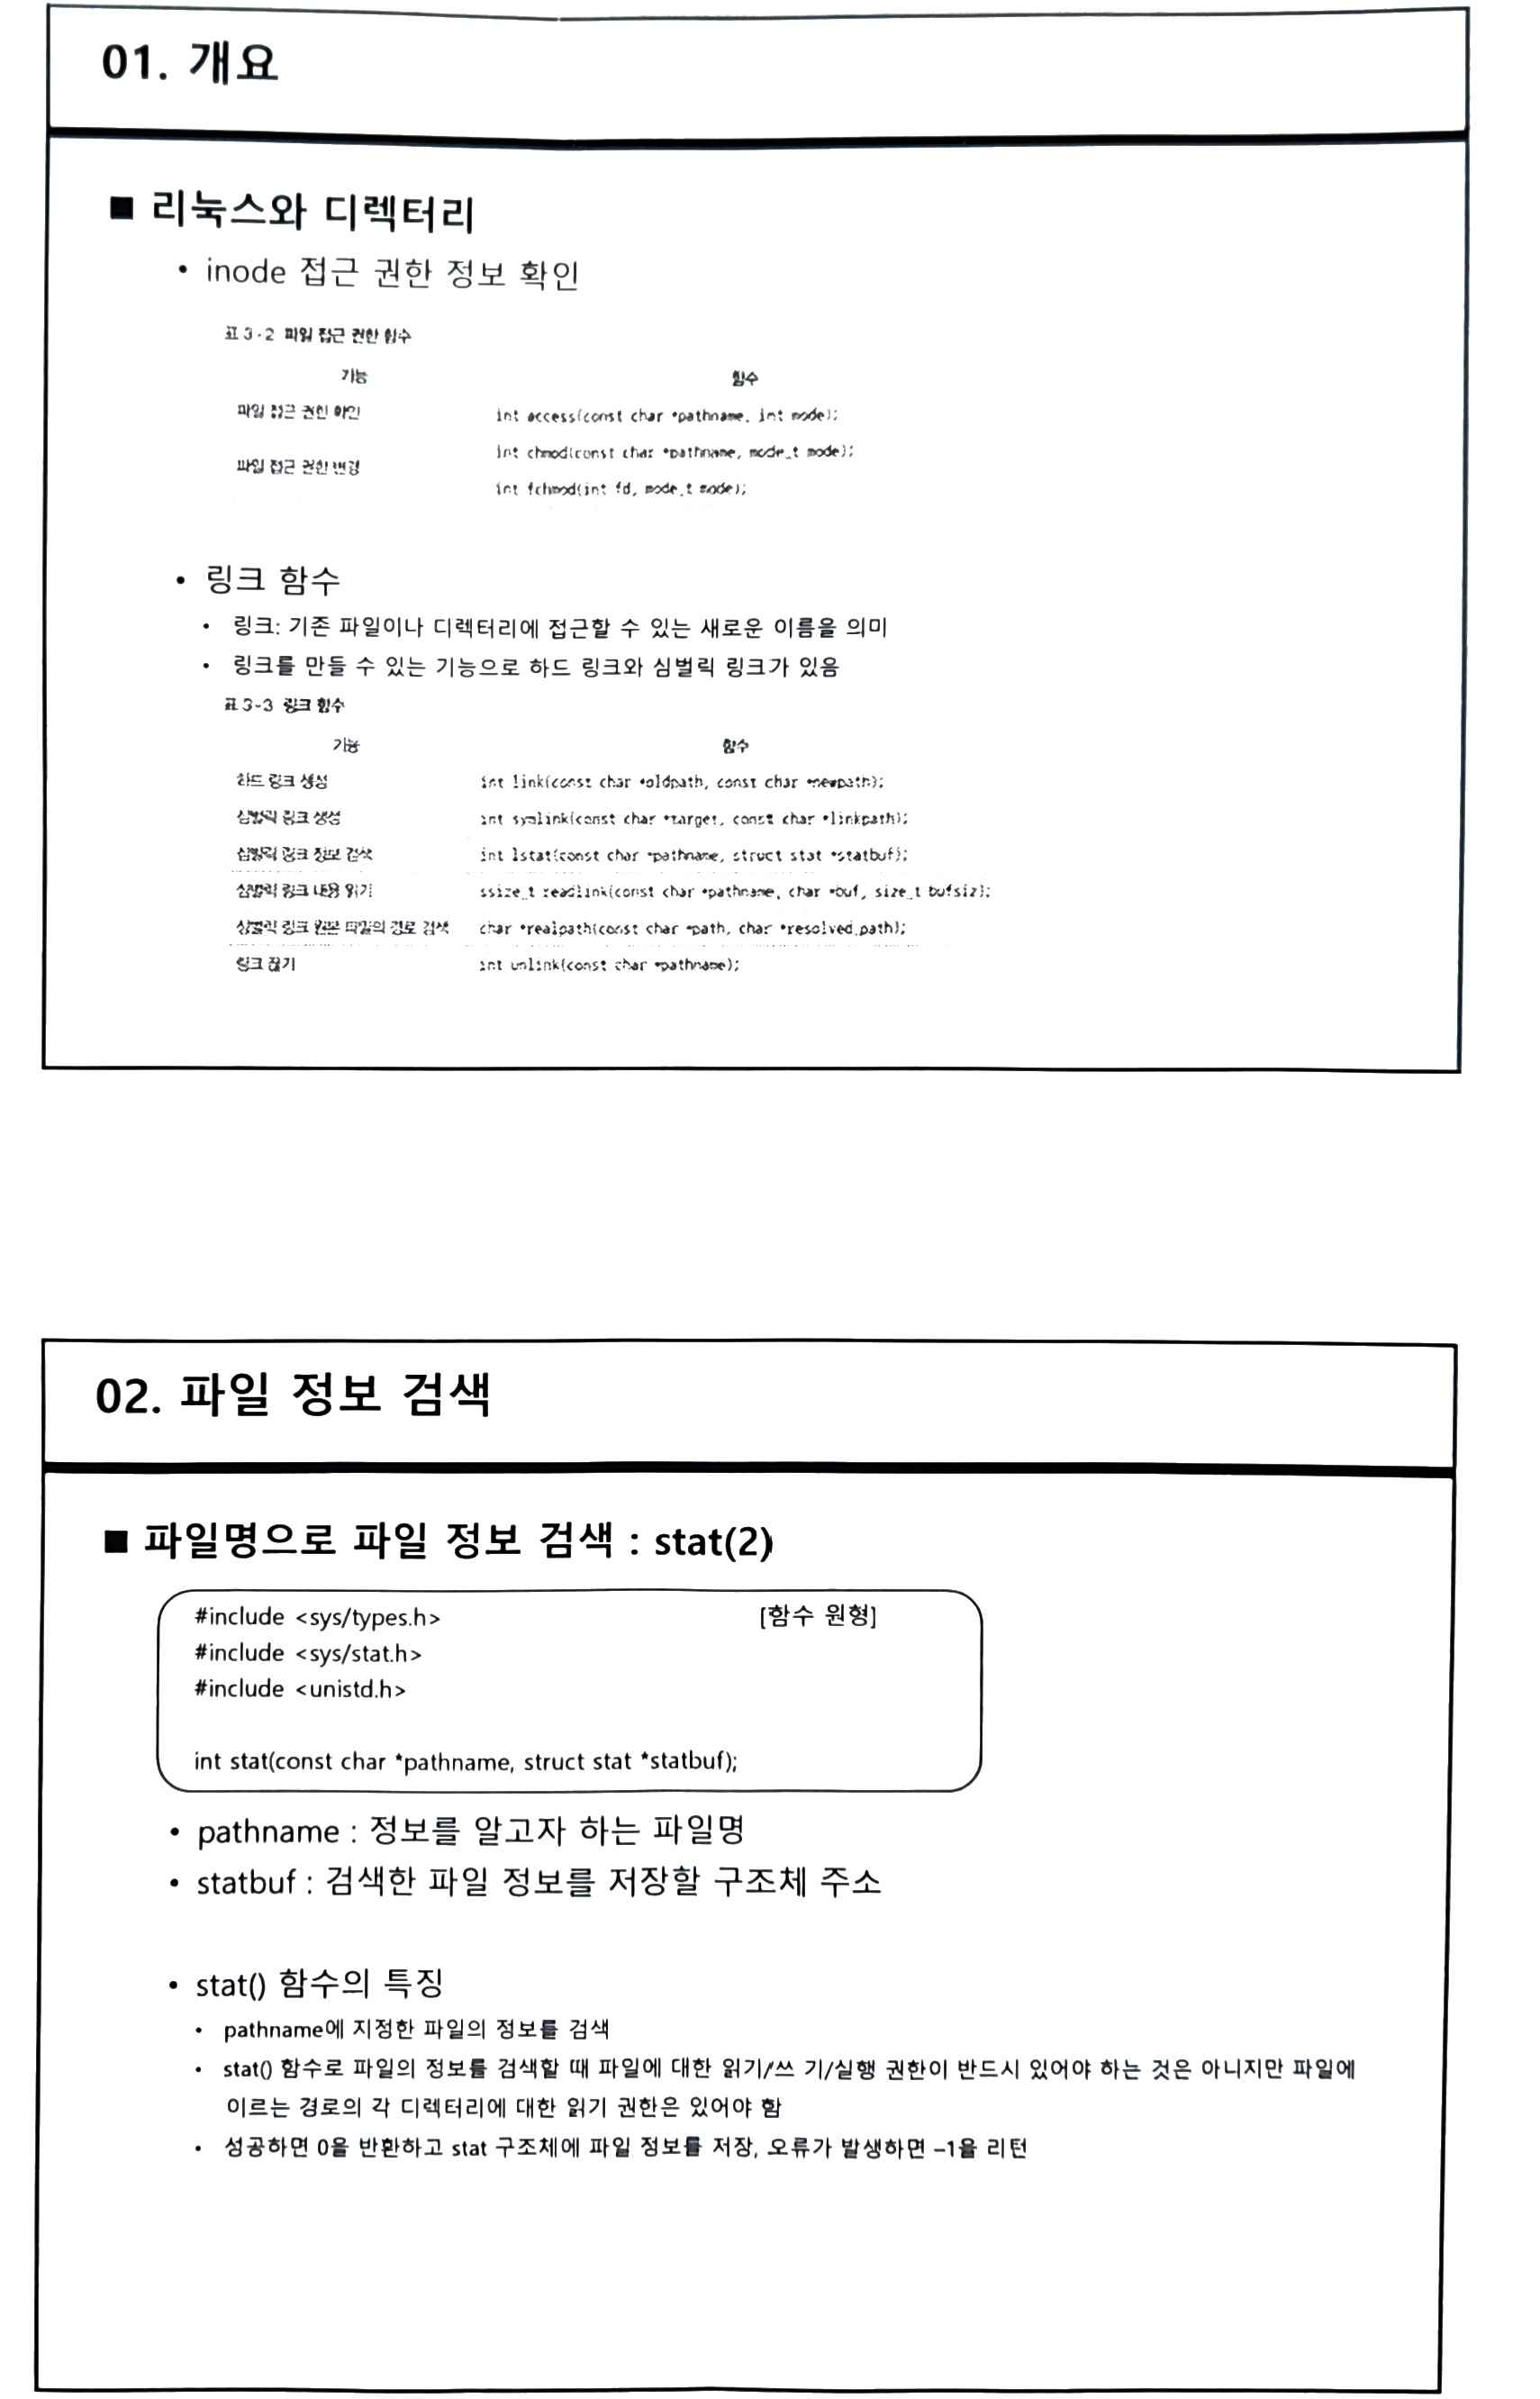 01. 개요
■ 리눅스와 디렉터리
• inode 접근 권한 정보 확인
표 3-2 파일 접근 권한 함수
기능 함수
파일 접근 권한 확인 int access(const char *pathname, int mode);
파일 접근 권한 변경 int chmod(const char *pathname, mode_t mode);
int fchmod(int fd, mode_t mode);
• 링크 함수
• 링크: 기존 파일이나 디렉터리에 접근할 수 있는 새로운 이름을 의미
• 링크를 만들 수 있는 기능으로 하드 링크와 심벌릭 링크가 있음
표 3-3 링크 함수
기능 함수
하드 링크 생성 int link(const char *oldpath, const char *newpath);
심벌릭 링크 생성 int symlink(const char *target, const char *linkpath);
심벌릭 링크 정보 검색 int lstat(const char *pathname, struct stat *statbuf);
심벌릭 링크 내용 읽기 ssize_t readlink(const char *pathname, char *buf, size_t bufsiz);
심벌릭 링크 원본 파일의 경로 검색 char *realpath(const char *path, char *resolved_path);
링크 끊기 int unlink(const char *pathname);
02. 파일 정보 검색
■ 파일명으로 파일 정보 검색 : stat(2)
#include <sys/types.h> [함수 원형]
#include <sys/stat.h>
#include <unistd.h>
int stat(const char *pathname, struct stat *statbuf);
• pathname : 정보를 알고자 하는 파일명
• statbuf : 검색한 파일 정보를 저장할 구조체 주소
• stat() 함수의 특징
• pathname에 지정한 파일의 정보를 검색
• stat() 함수로 파일의 정보를 검색할 때 파일에 대한 읽기/쓰 기/실행 권한이 반드시 있어야 하는 것은 아니지만 파일에
이르는 경로의 각 디렉터리에 대한 읽기 권한은 있어야 함
• 성공하면 0을 반환하고 stat 구조체에 파일 정보를 저장, 오류가 발생하면 –1을 리턴